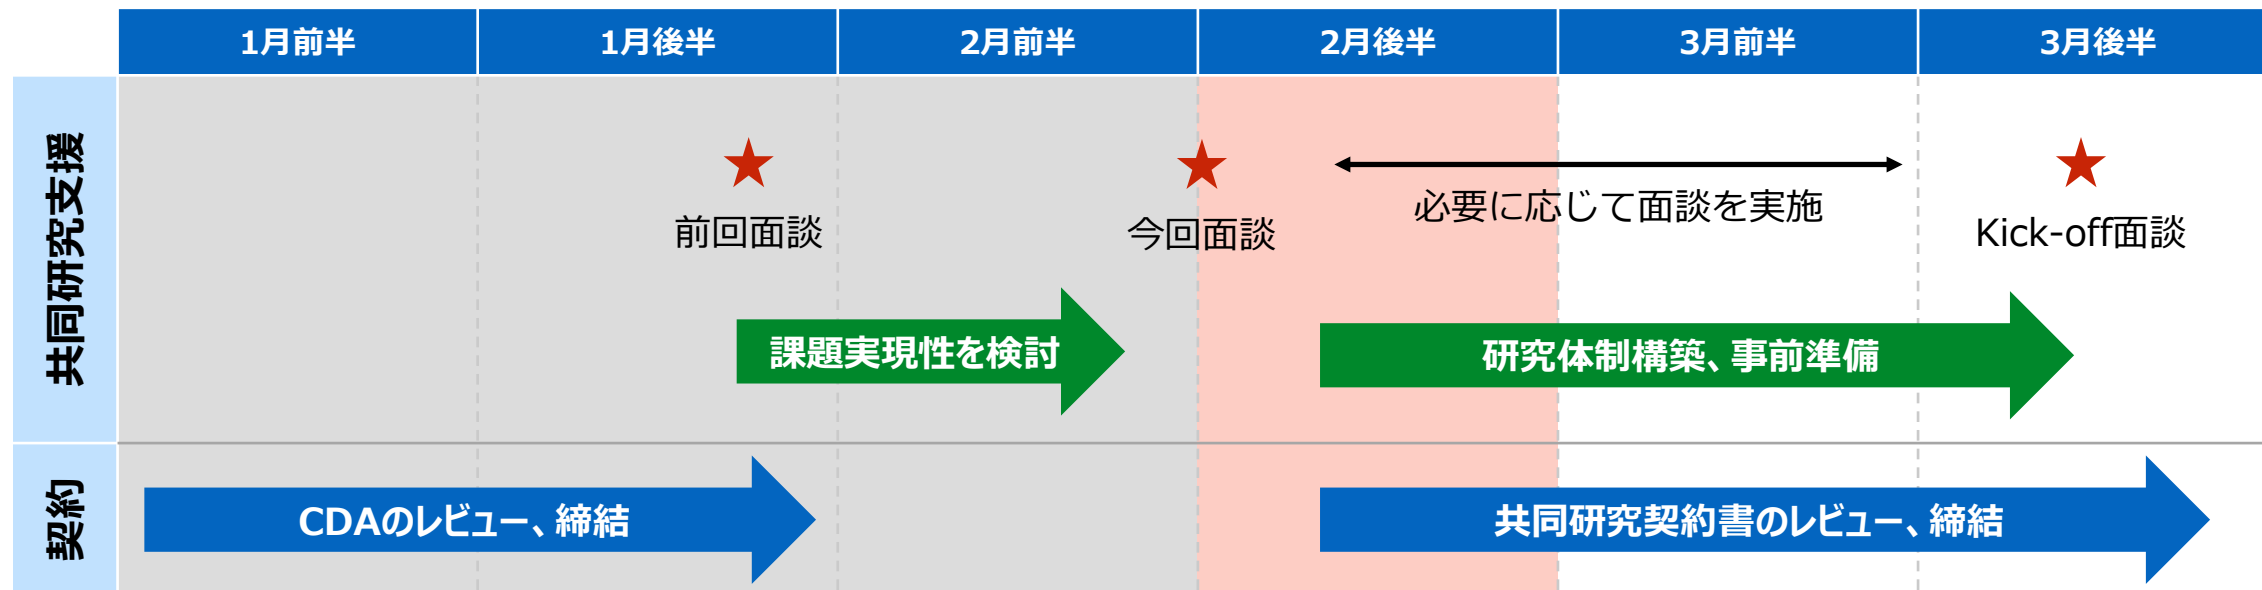 1月前半
1月後半
2月前半
2月後半
3月前半
3月後半
共同研究支援
前回面談
今回面談
必要に応じて面談を実施
Kick-off面談
課題実現性を検討
研究体制構築、事前準備
契約
CDAのレビュー、締結
共同研究契約書のレビュー、締結